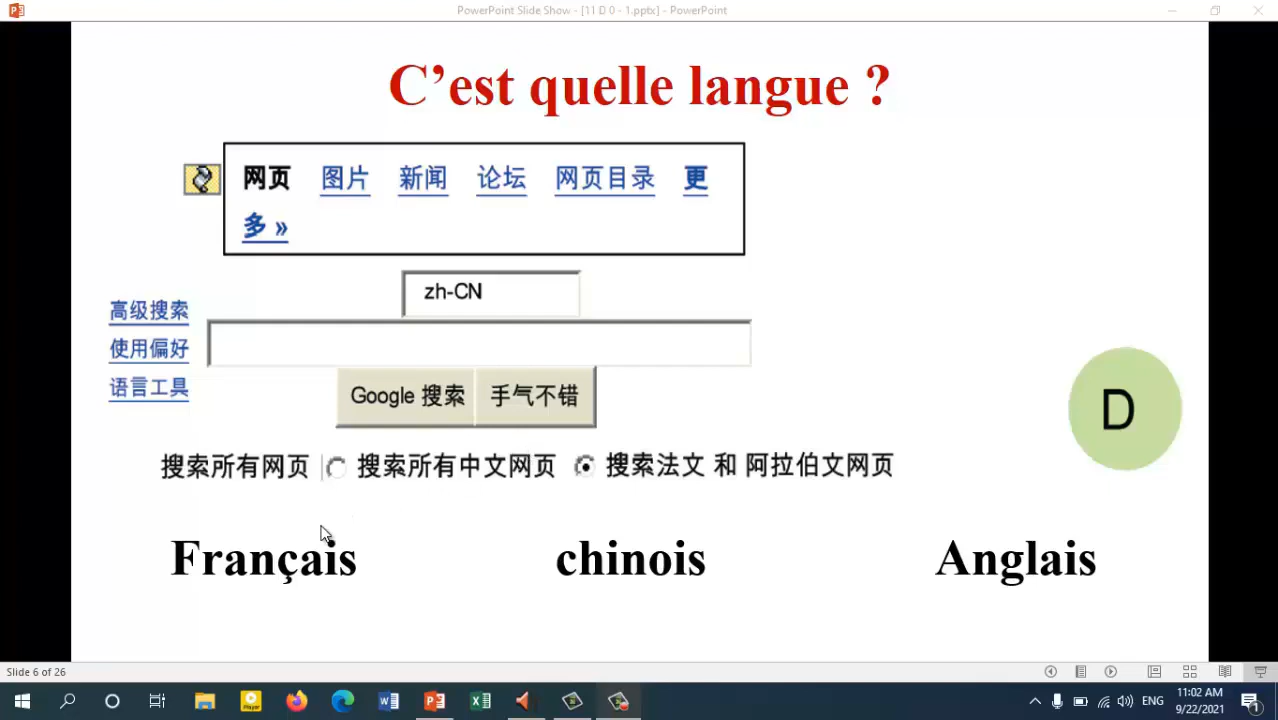 PowerPoint Slide Show - [11 D 0 - 1.pptx] - PowerPoint
C’est quelle langue ?
网页 图片 新闻 论坛 网页目录 更
多 »
zh-CN
高级搜索
使用偏好
语言工具
Google 搜索 手气不错
D
搜索所有网页 搜索所有中文网页 搜索法文 和 阿拉伯文网页
Français chinois Anglais
Slide 6 of 26
ENG
11:02 AM
9/22/2021